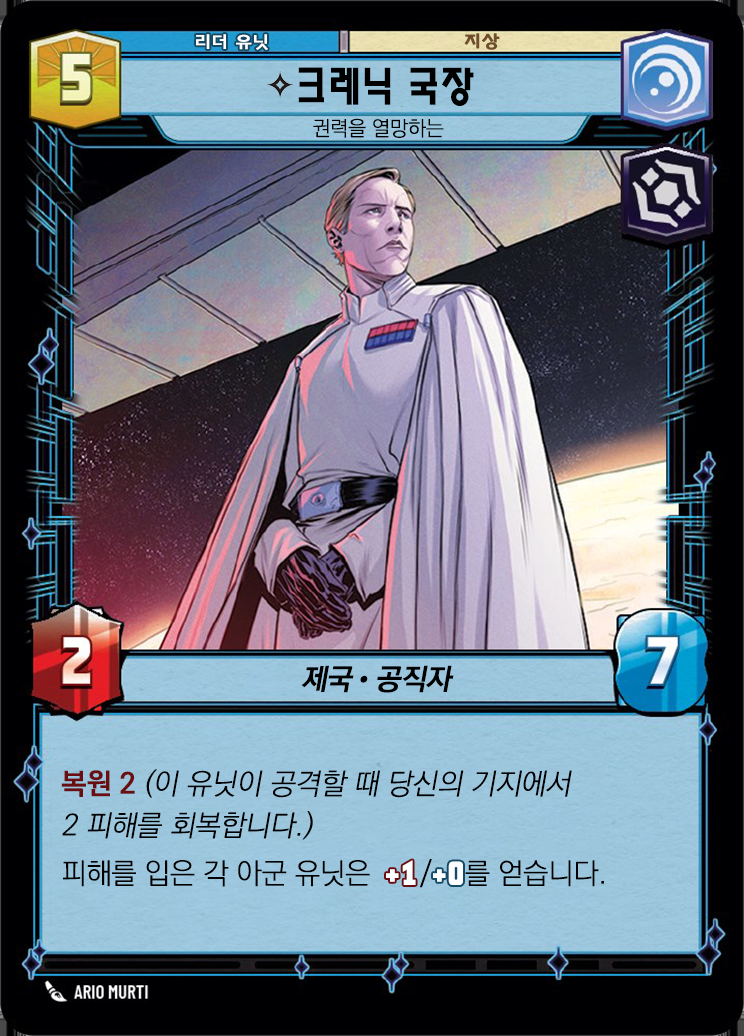 리더 유닛
지상
5
✧크레닉 국장
권력을 열망하는
2
7
제국 • 공직자
복원 2 (이 유닛이 공격할 때 당신의 기지에서
2 피해를 회복합니다.)
피해를 입은 각 아군 유닛은 +1/+0를 얻습니다.
ARIO MURTI